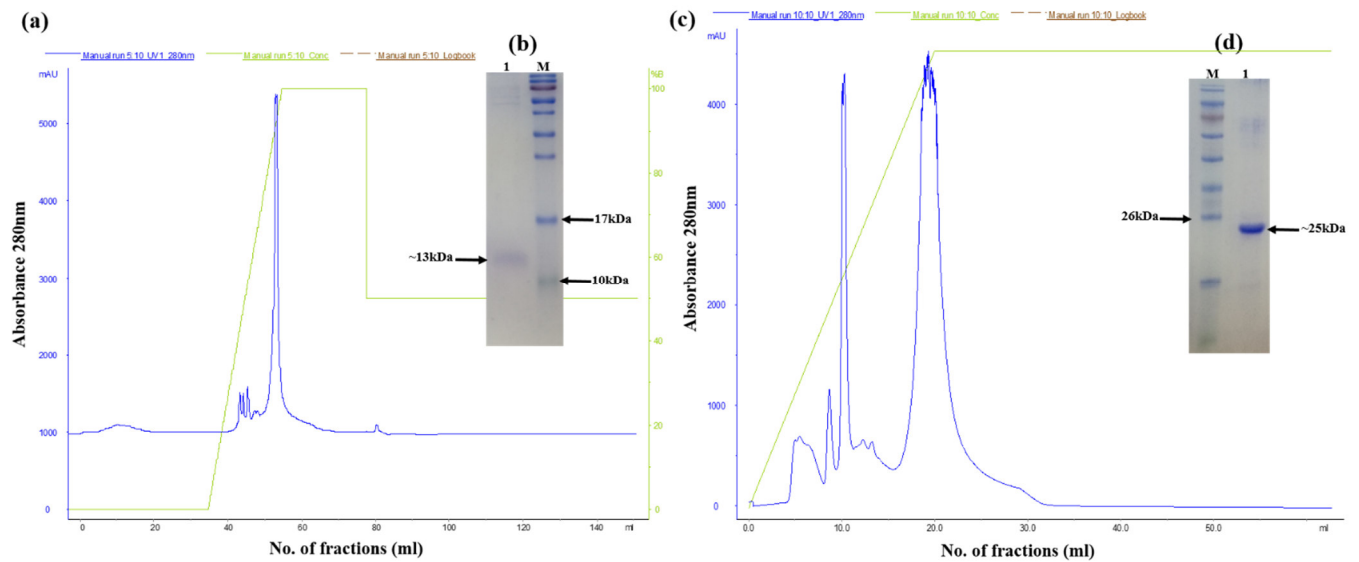 (a)
Manual run 5:10_UV1_280nm Manual run 5:10_Conc Manual run 5:10_Logbook
mAU
%B
5000
4000
3000
2000
1000
0
100
80
60
40
20
0
0 20 40 60 80 100 120 140 ml
Absorbance 280nm
No. of fractions (ml)
(b)
1 M
17kDa
~13kDa
10kDa
(c)
Manual run 10:10_UV1_280nm Manual run 10:10_Conc Manual run 10:10_Logbook
mAU
4000
3000
2000
1000
0
0.0 10.0 20.0 30.0 40.0 50.0 ml
Absorbance 280nm
No. of fractions (ml)
(d)
M 1
26kDa
~25kDa